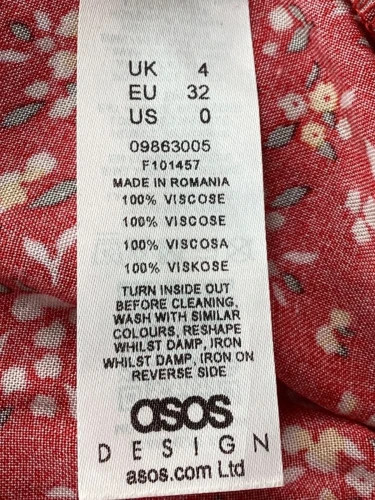 UK 4
EU 32
US 0
09863005
F101457
MADE IN ROMANIA
100% VISCOSE
100% VISCOSE
100% VISCOSA
100% VISKOSE
TURN INSIDE OUT
BEFORE CLEANING,
WASH WITH SIMILAR
COLOURS, RESHAPE
WHILST DAMP, IRON
WHILST DAMP, IRON ON
REVERSE SIDE
asos
DESIGN
asos.com Ltd